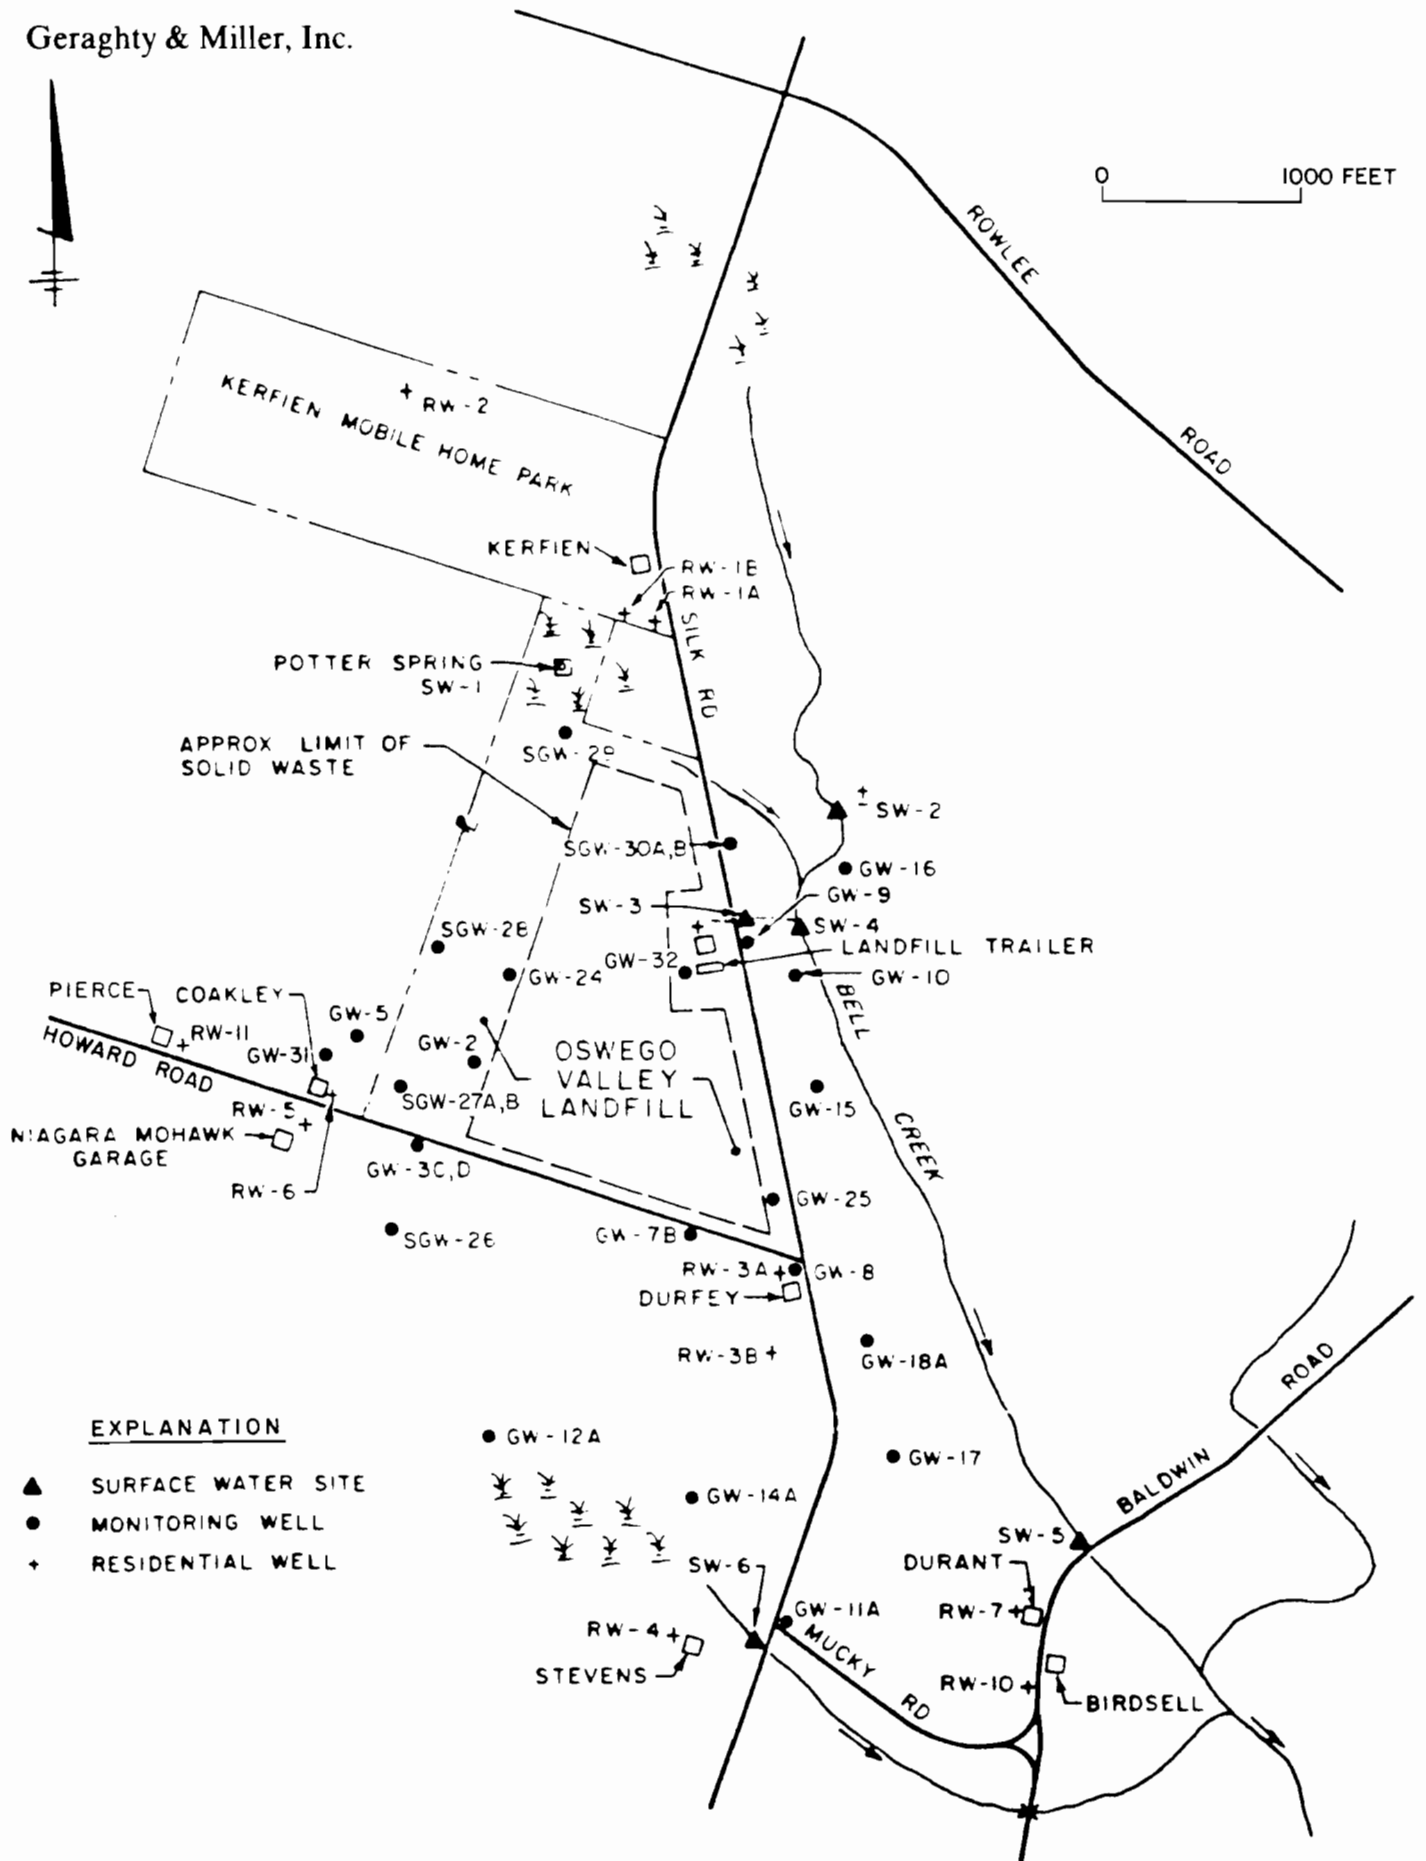 Geraghty & Miller, Inc.
0 1000 FEET
ROWLEE
ROAD
RW-2
KERFIEN MOBILE HOME PARK
KERFIEN
RW-1B
RW-1A
SILK RD
POTTER SPRING
SW-1
APPROX LIMIT OF
SOLID WASTE
SGW-29
SW-2
SGW-30A,B
GW-16
GW-9
SW-3
SW-4
LANDFILL TRAILER
SGW-28
GW-24
GW-32
GW-10
BELL
CREEK
PIERCE
COAKLEY
RW-11
GW-5
GW-31
GW-2
HOWARD ROAD
OSWEGO
VALLEY
LANDFILL
SGW-27A,B
GW-15
RW-5
NIAGARA MOHAWK
GARAGE
GW-3C,D
RW-6
GW-25
SGW-26
GW-7B
RW-3A
GW-8
DURFEY
RW-3B
GW-18A
BALDWIN ROAD
EXPLANATION
SURFACE WATER SITE
MONITORING WELL
RESIDENTIAL WELL
GW-12A
GW-17
GW-14A
SW-5
SW-6
DURANT
GW-11A
RW-7
RW-4
MUCKY RD
STEVENS
RW-10
BIRDSELL